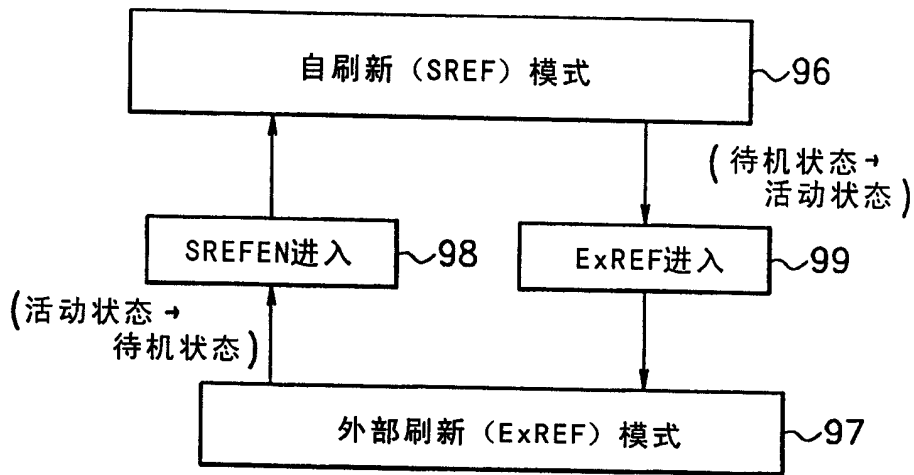 自刷新（SREF）模式
96
(待机状态→
活动状态)
SREFEN进入
98
ExREF进入
99
(活动状态→
待机状态)
外部刷新（ExREF）模式
97